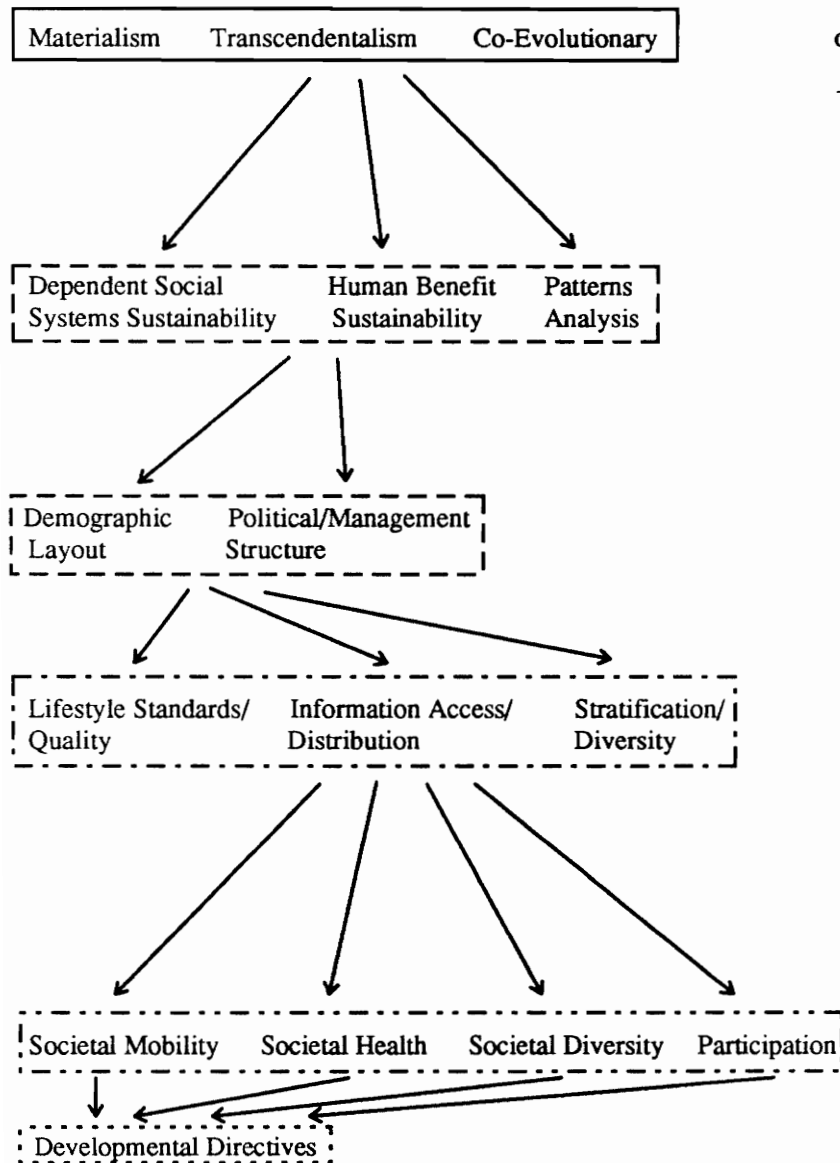 Materialism Transcendentalism Co-Evolutionary
Dependent Social Human Benefit Patterns
Systems Sustainability Sustainability Analysis
Demographic Political/Management
Layout Structure
Lifestyle Standards/ Information Access/ Stratification/
Quality Distribution Diversity
Societal Mobility Societal Health Societal Diversity Participation
Developmental Directives